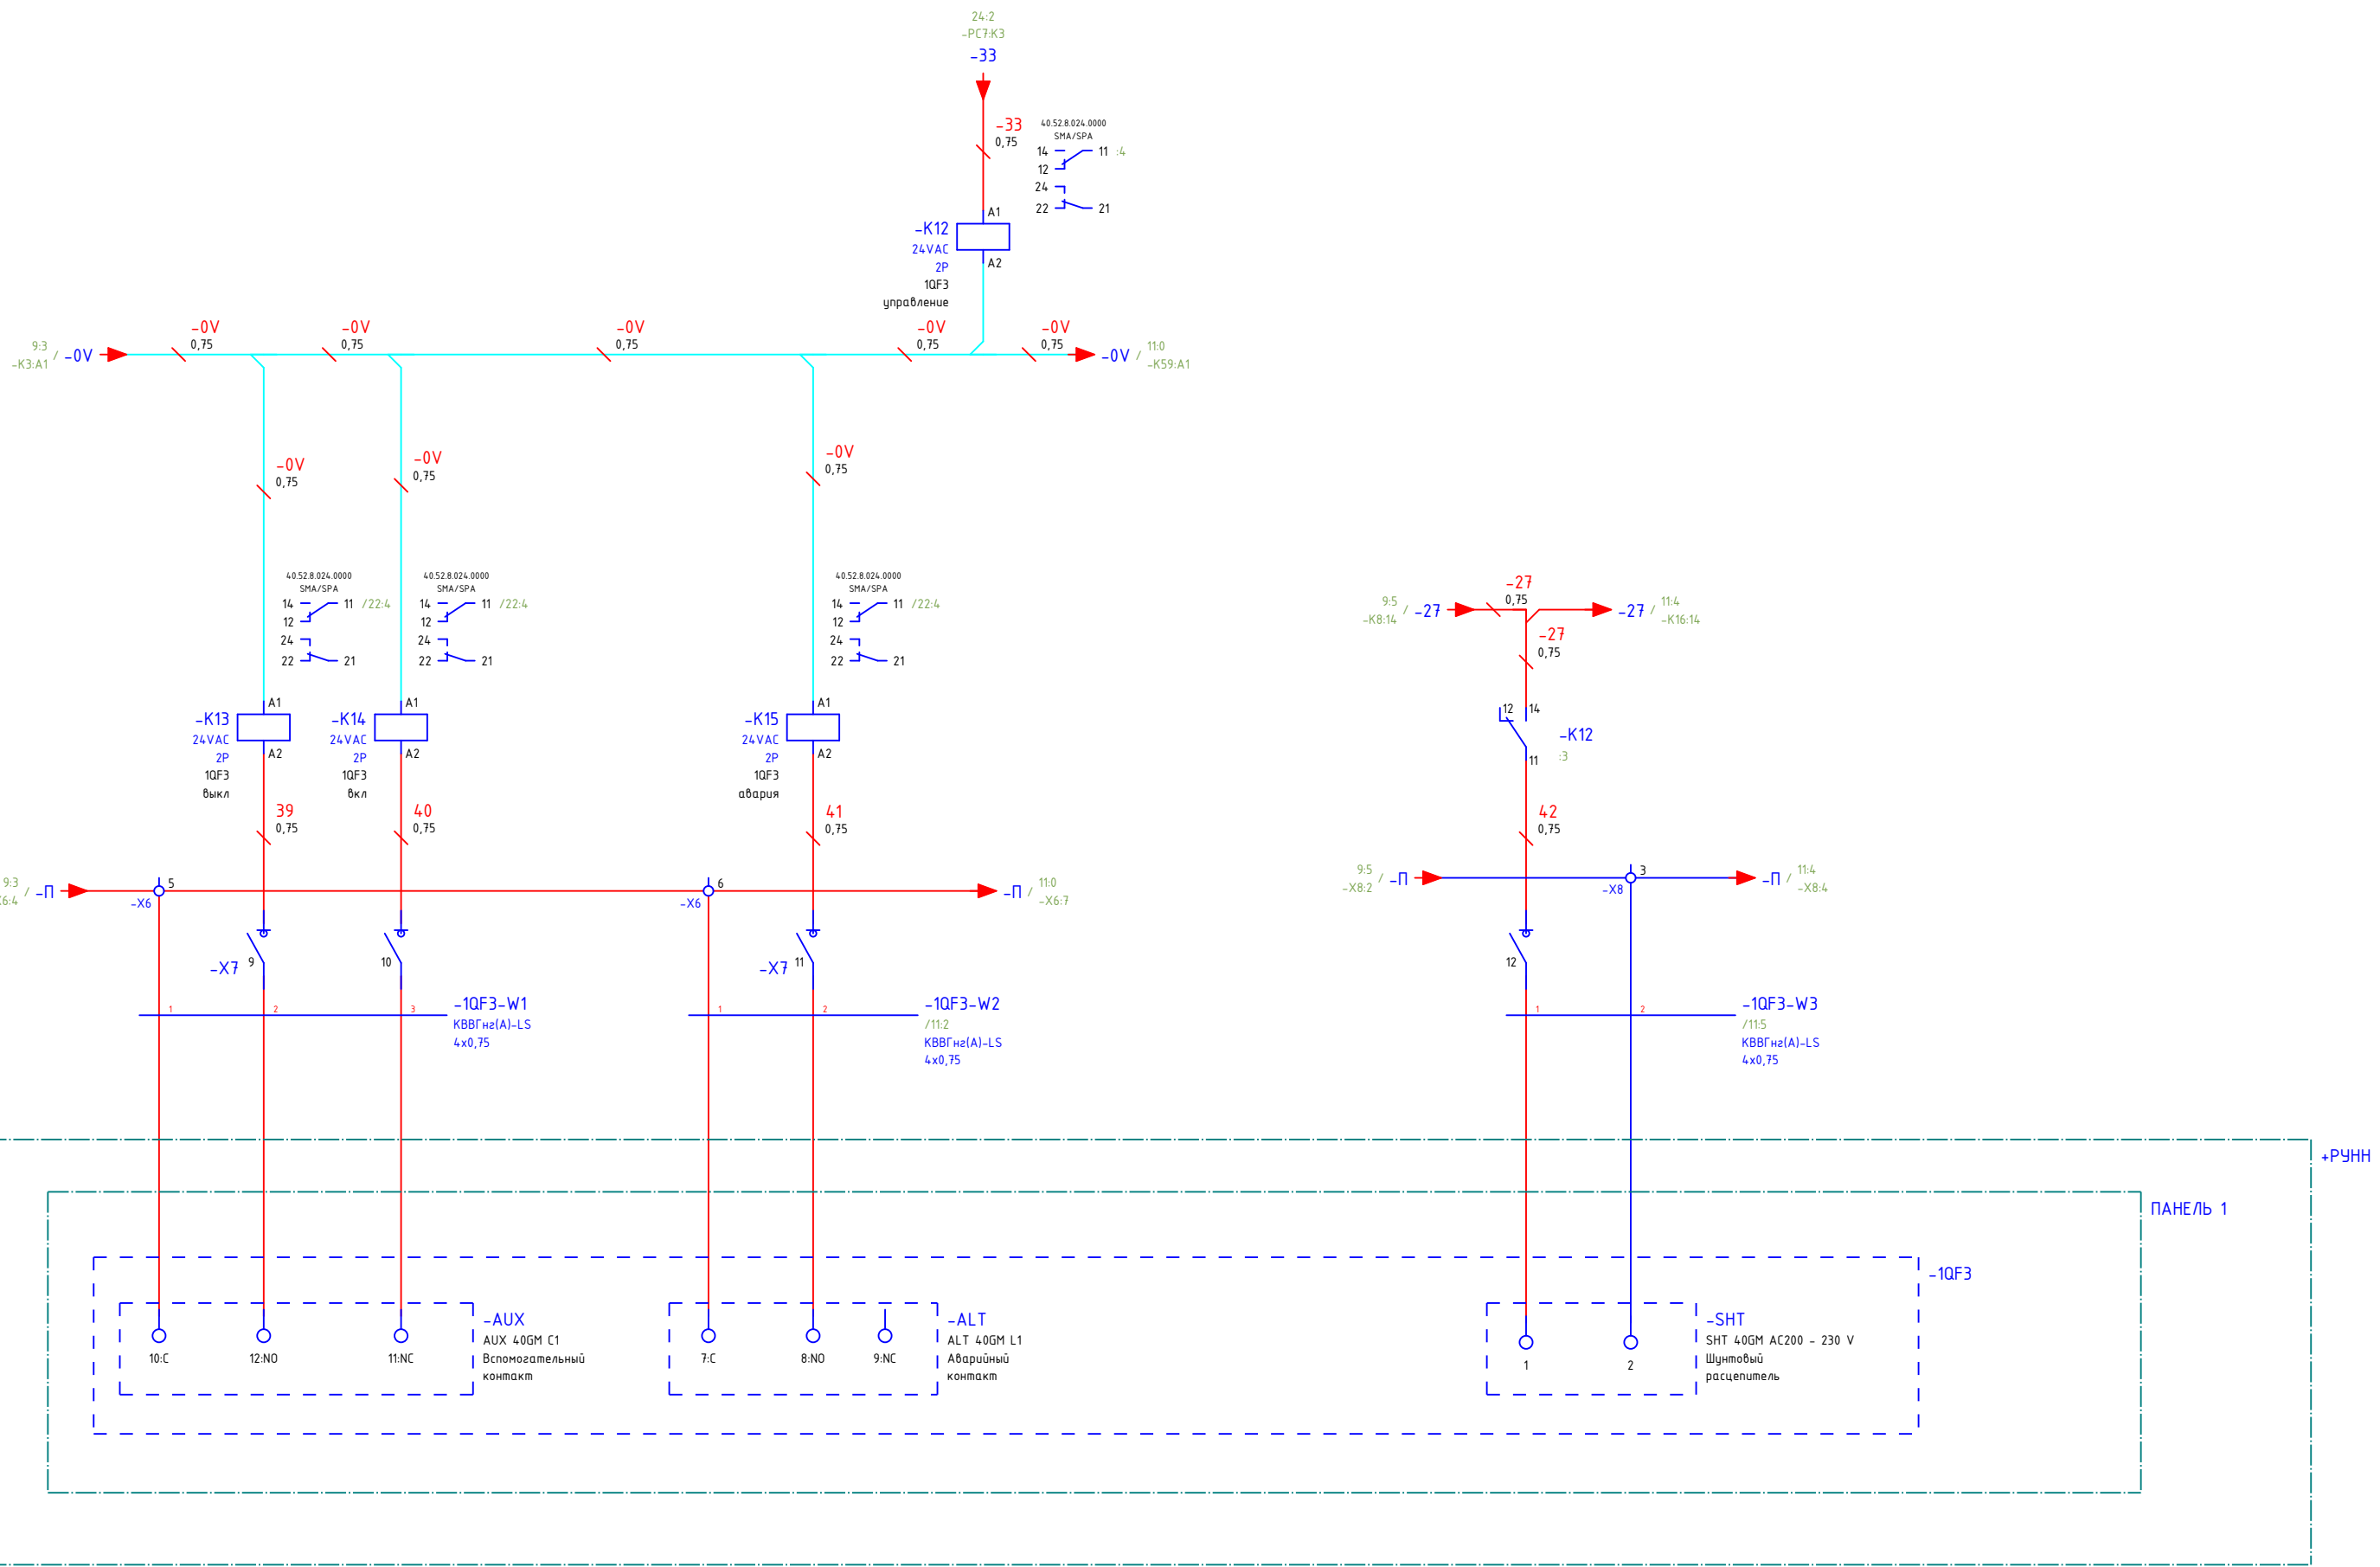 24:2
-PC7:K3
-33
-33
0,75
40.52.8.024.0000
SMA/SPA
14 11 :4
12
24
22 21
A1
-K12
24VAC
2P
A2
1QF3
управление
9:3 / -0V
-K3:A1
-0V
0,75
-0V
0,75
-0V
0,75
-0V
0,75
-0V
0,75
-0V / 11:0
-K59:A1
-0V
0,75
-0V
0,75
-0V
0,75
40.52.8.024.0000
SMA/SPA
14 11 /22:4
12
24
22 21
40.52.8.024.0000
SMA/SPA
14 11 /22:4
12
24
22 21
40.52.8.024.0000
SMA/SPA
14 11 /22:4
12
24
22 21
9:5 / -27
-K8:14
-27
0,75
-27 / 11:4
-K16:14
-27
0,75
A1
-K13
24VAC
2P
A2
1QF3
выкл
A1
-K14
24VAC
2P
A2
1QF3
вкл
A1
-K15
24VAC
2P
A2
1QF3
авария
12 14
-K12
:3
11
39
0,75
40
0,75
41
0,75
42
0,75
9:3 / -П
6:4
5
-X6
6
-X6
-П / 11:0
-X6:7
9:5 / -П
-X8:2
3
-X8
-П / 11:4
-X8:4
-X7 9
10
-X7 11
12
1 2 3
-1QF3-W1
КВВГнг(А)-LS
4х0,75
1 2
-1QF3-W2
/11:2
КВВГнг(А)-LS
4х0,75
1 2
-1QF3-W3
/11:5
КВВГнг(А)-LS
4х0,75
+РУНН
ПАНЕЛЬ 1
-1QF3
-AUX
AUX 40GM C1
Вспомогательный
контакт
10:C 12:NO 11:NC
-ALT
ALT 40GM L1
Аварийный
контакт
7:C 8:NO 9:NC
-SHT
SHT 40GM AC200 - 230 V
Шунтовый
расцепитель
1 2